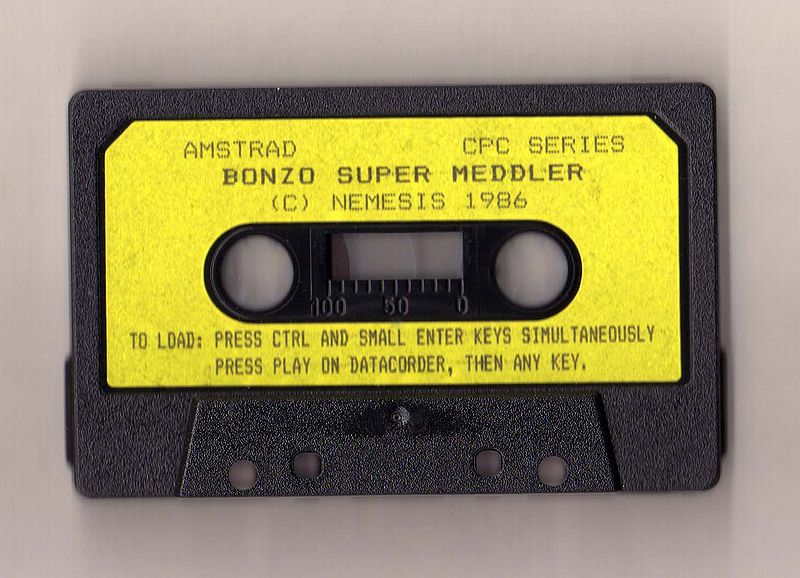 AMSTRAD CPC SERIES
BONZO SUPER MEDDLER
(C) NEMESIS 1986
100 50 0
TO LOAD: PRESS CTRL AND SMALL ENTER KEYS SIMULTANEOUSLY
PRESS PLAY ON DATACORDER, THEN ANY KEY.